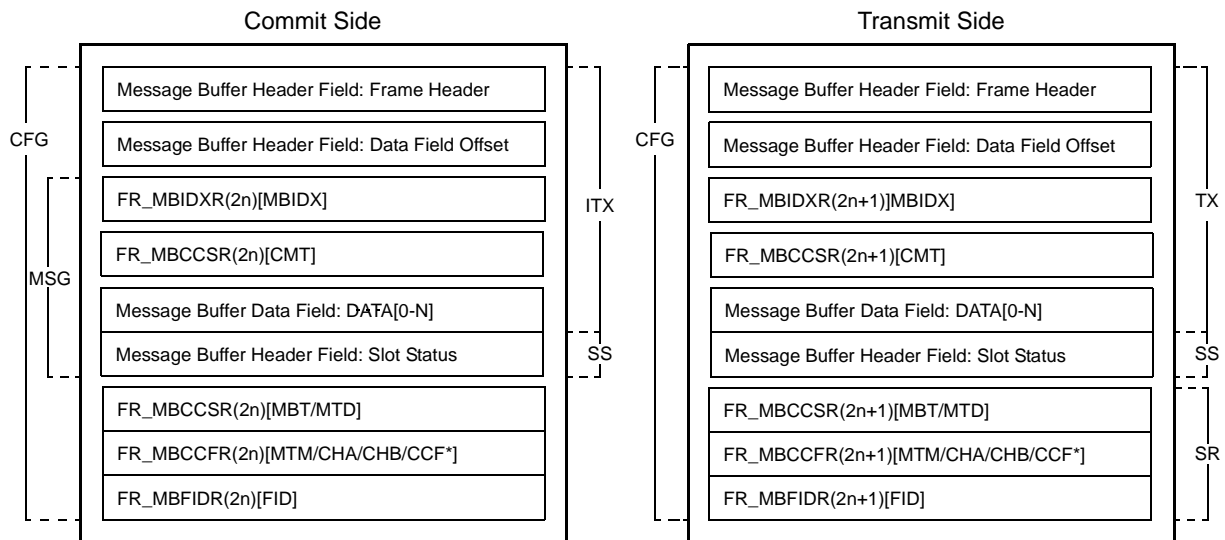 Commit Side
Message Buffer Header Field: Frame Header
Message Buffer Header Field: Data Field Offset
FR_MBIDXR(2n)[MBIDX]
FR_MBCCSR(2n)[CMT]
Message Buffer Data Field: DATA[0-N]
Message Buffer Header Field: Slot Status
FR_MBCCSR(2n)[MBT/MTD]
FR_MBCCFR(2n)[MTM/CHA/CHB/CCF*]
FR_MBFIDR(2n)[FID]
CFG
MSG
ITX
SS
Transmit Side
Message Buffer Header Field: Frame Header
Message Buffer Header Field: Data Field Offset
FR_MBIDXR(2n+1)]MBIDX]
FR_MBCCSR(2n+1)[CMT]
Message Buffer Data Field: DATA[0-N]
Message Buffer Header Field: Slot Status
FR_MBCCSR(2n+1)[MBT/MTD]
FR_MBCCFR(2n+1)[MTM/CHA/CHB/CCF*]
FR_MBFIDR(2n+1)[FID]
CFG
TX
SS
SR